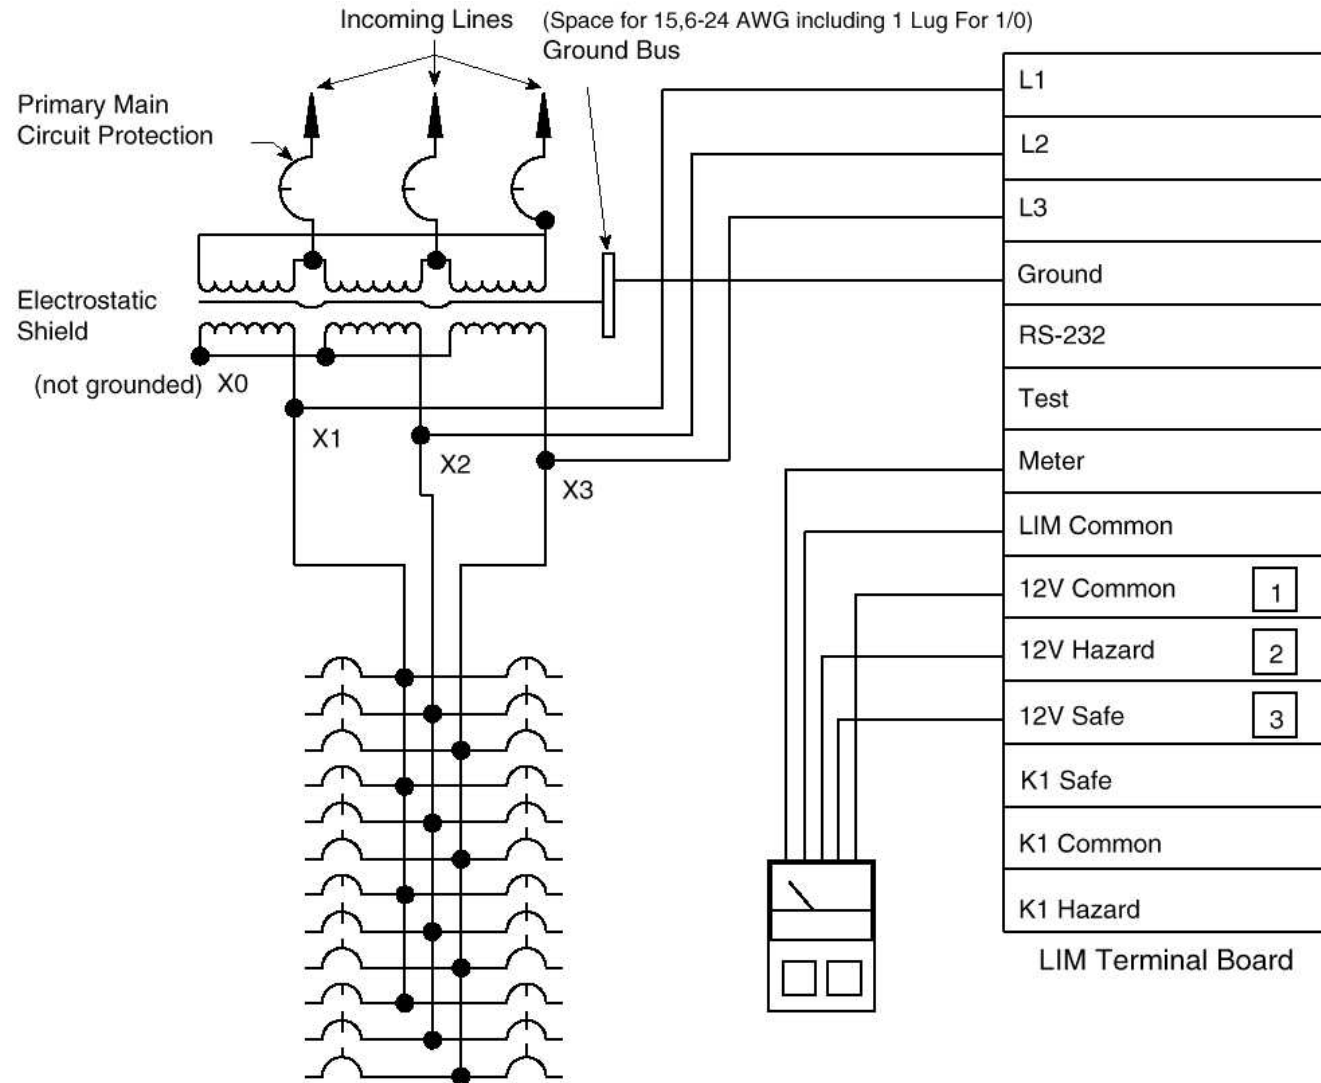 Incoming Lines
(Space for 15,6-24 AWG including 1 Lug For 1/0)
Ground Bus
Primary Main
Circuit Protection
Electrostatic
Shield
(not grounded) X0
X1
X2
X3
L1
L2
L3
Ground
RS-232
Test
Meter
LIM Common
12V Common 1
12V Hazard 2
12V Safe 3
K1 Safe
K1 Common
K1 Hazard
LIM Terminal Board